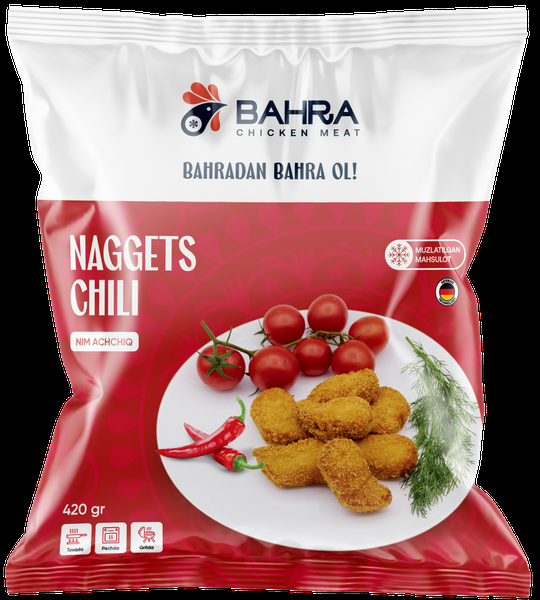 BAHRA
CHICKEN MEAT
BAHRADAN BAHRA OL!
NAGGETS
CHILI
MUZLATILGAN
MAHSULOT
NIM ACHCHIQ
420 gr
Tovada
Pechda
Grilda